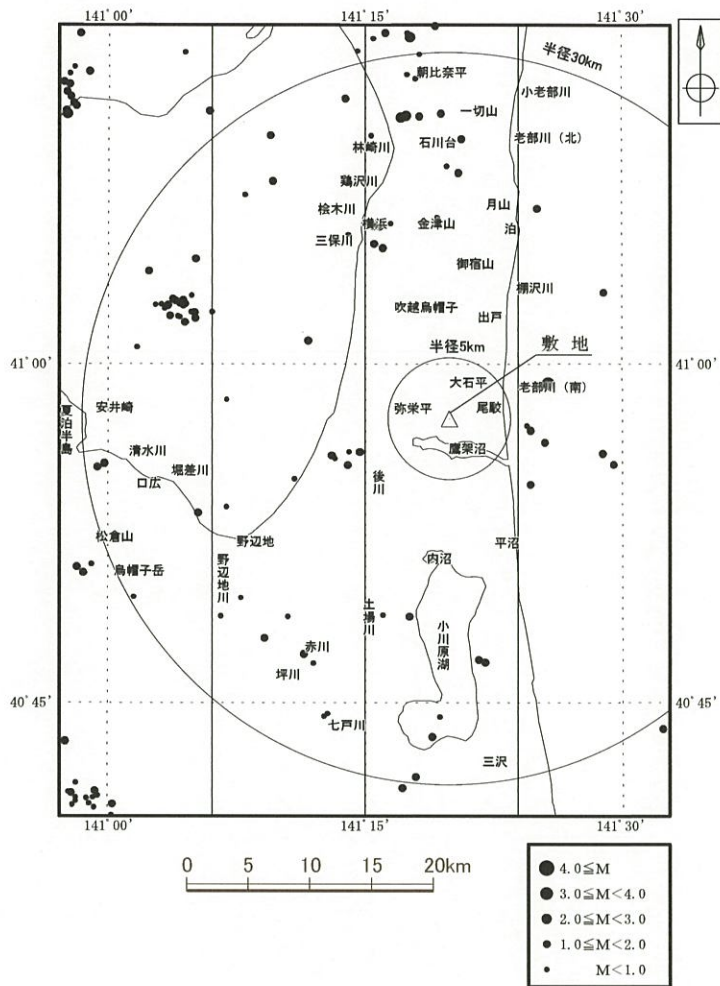 141°00′
141°15′
141°30′
半径30km
朝比奈平
小老部川
一切山
石川台
老部川（北）
林崎川
鶏沢川
月山
桧木川
横浜
金津山
泊
三保川
御宿山
棚沢川
吹越烏帽子
出戸
敷 地
41°00′
半径5km
41°00′
大石平
老部川（南）
安井崎
弥栄平
尾駮
夏泊半島
清水川
鷹架沼
堀差川
口広
後川
松倉山
野辺地
平沼
内沼
烏帽子岳
野辺地川
土場川
小川原湖
赤川
坪川
40°45′
40°45′
七戸川
三沢
141°00′
141°15′
141°30′
0 5 10 15 20km
4.0≦M
3.0≦M<4.0
2.0≦M<3.0
1.0≦M<2.0
M<1.0